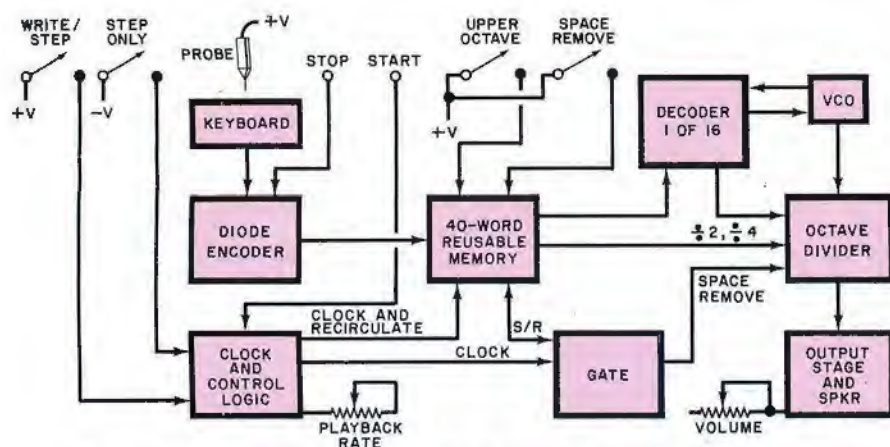 WRITE/
STEP
STEP
ONLY
+V
PROBE
STOP
START
UPPER
OCTAVE
SPACE
REMOVE
+V
-V
+V
KEYBOARD
DECODER
1 OF 16
VCO
DIODE
ENCODER
40-WORD
REUSABLE
MEMORY
÷2, ÷4
OCTAVE
DIVIDER
SPACE
REMOVE
CLOCK AND
RECIRCULATE
S/R
CLOCK
CLOCK
AND
CONTROL
LOGIC
GATE
OUTPUT
STAGE
AND
SPKR
PLAYBACK
RATE
VOLUME